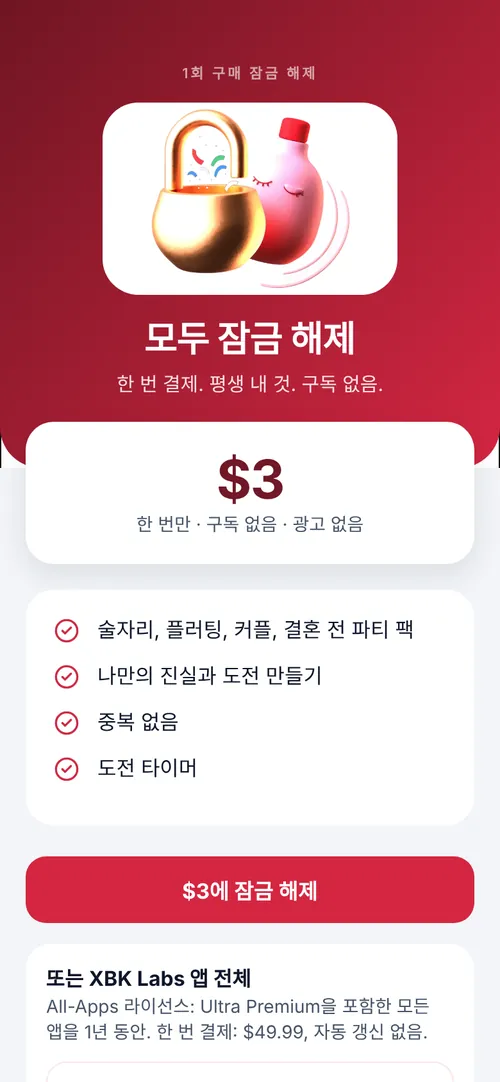 1회 구매 잠금 해제
모두 잠금 해제
한 번 결제. 평생 내 것. 구독 없음.
$3
한 번만 · 구독 없음 · 광고 없음
술자리, 플러팅, 커플, 결혼 전 파티 팩
나만의 진실과 도전 만들기
중복 없음
도전 타이머
$3에 잠금 해제
또는 XBK Labs 앱 전체
All-Apps 라이선스: Ultra Premium을 포함한 모든
앱을 1년 동안. 한 번 결제: $49.99, 자동 갱신 없음.